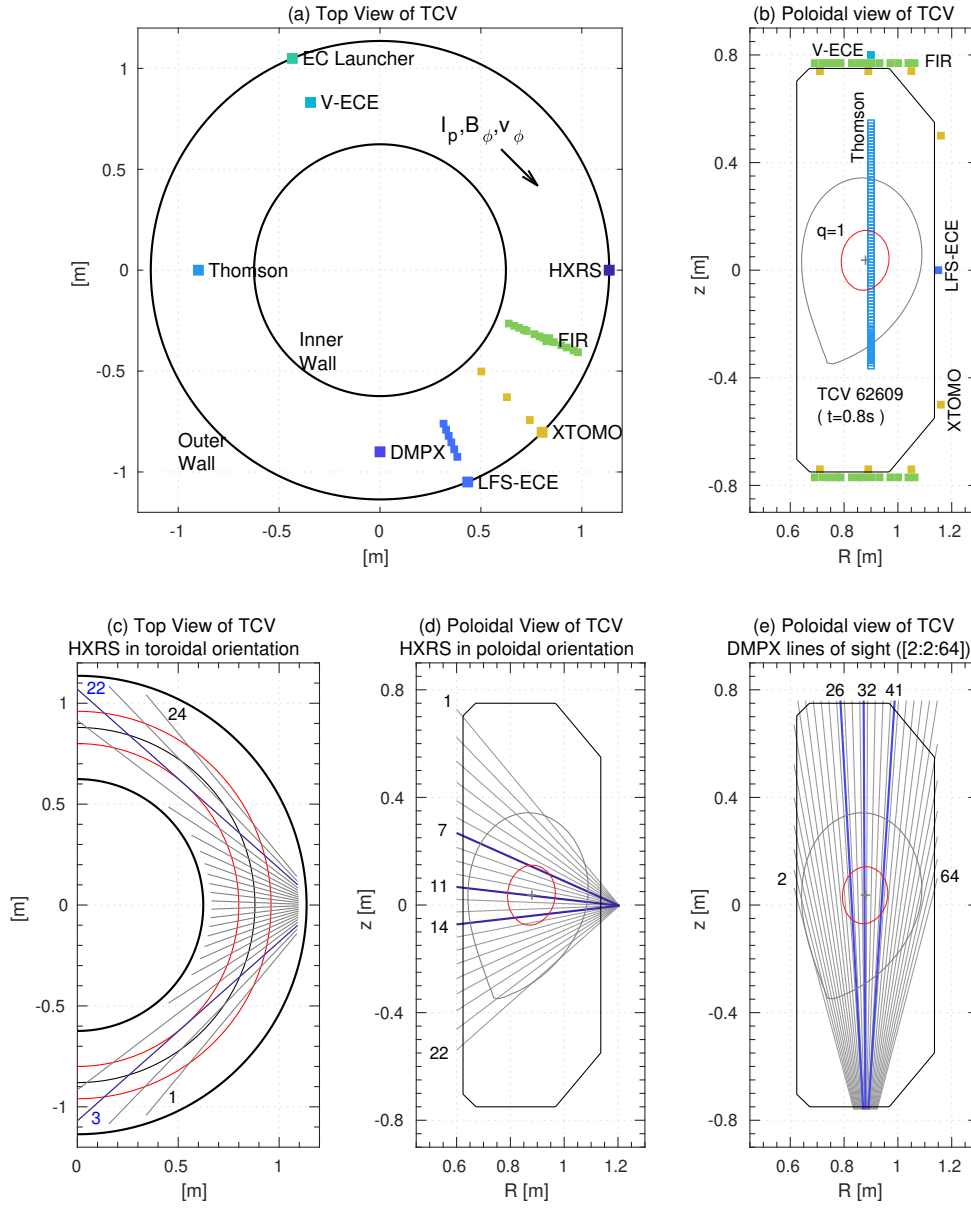 (a) Top View of TCV
EC Launcher
V-ECE
I_p,B_ϕ,v_ϕ
Thomson
HXRS
FIR
Inner
Wall
Outer
Wall
XTOMO
DMPX
LFS-ECE
1
0.5
0
-0.5
-1
[m]
-1 -0.5 0 0.5 1
[m]
(b) Poloidal view of TCV
V-ECE
FIR
Thomson
q=1
LFS-ECE
XTOMO
TCV 62609
( t=0.8s )
0.8
0.4
0
-0.4
-0.8
z [m]
0.6 0.8 1 1.2
R [m]
(c) Top View of TCV
HXRS in toroidal orientation
22
24
1
3
1
0.5
0
-0.5
-1
[m]
0 0.5 1
[m]
(d) Poloidal View of TCV
HXRS in poloidal orientation
1
7
11
14
22
0.8
0.4
0
-0.4
-0.8
z [m]
0.6 0.8 1 1.2
R [m]
(e) Poloidal view of TCV
DMPX lines of sight ([2:2:64])
26 32 41
2
64
0.8
0.4
0
-0.4
-0.8
z [m]
0.6 0.8 1 1.2
R [m]